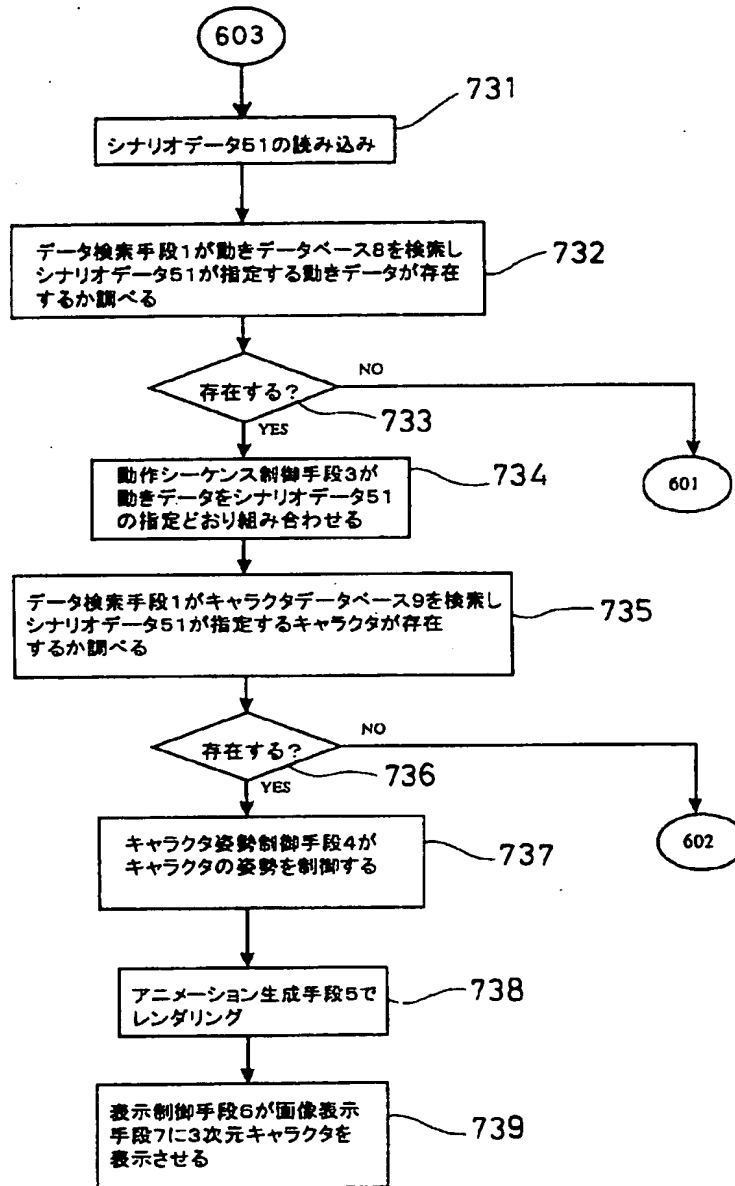 603
731
シナリオデータ51の読み込み
データ検索手段1が動きデータベース8を検索し
シナリオデータ51が指定する動きデータが存在
するか調べる
732
存在する?
NO
733
YES
601
動作シーケンス制御手段3が
動きデータをシナリオデータ51
の指定どおり組み合わせる
734
データ検索手段1がキャラクタデータベース9を検索し
シナリオデータ51が指定するキャラクタが存在
するか調べる
735
存在する?
NO
736
YES
602
キャラクタ姿勢制御手段4が
キャラクタの姿勢を制御する
737
アニメーション生成手段5で
レンダリング
738
表示制御手段6が画像表示
手段7に3次元キャラクタを
表示させる
739